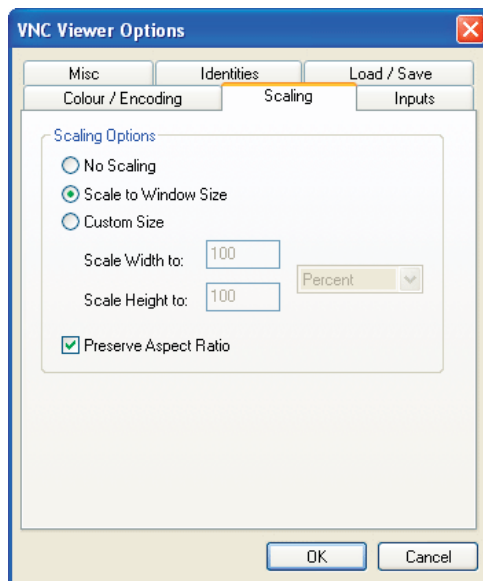 VNC Viewer Options
Misc Identities Load / Save
Colour / Encoding Scaling Inputs
Scaling Options
No Scaling
Scale to Window Size
Custom Size
Scale Width to: 100
Percent
Scale Height to: 100
Preserve Aspect Ratio
OK Cancel